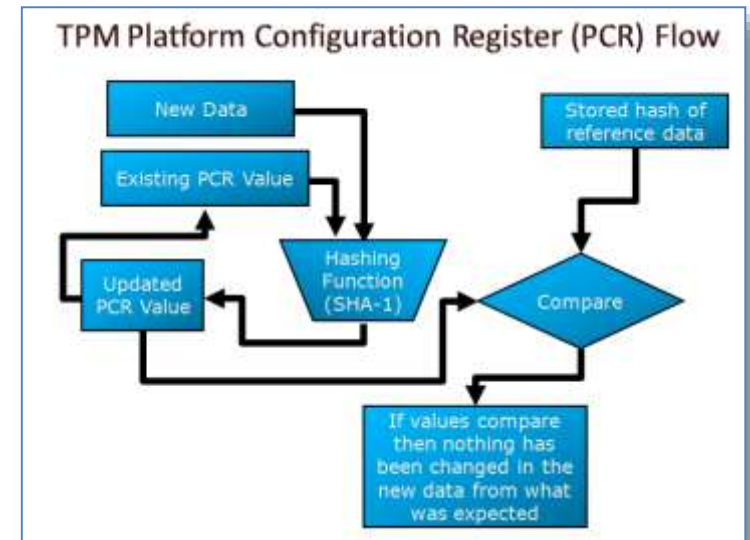 TPM Platform Configuration Register (PCR) Flow
New Data
Stored hash of
reference data
Existing PCR Value
Hashing
Function
(SHA-1)
Updated
PCR Value
Compare
If values compare
then nothing has
been changed in the
new data from what
was expected